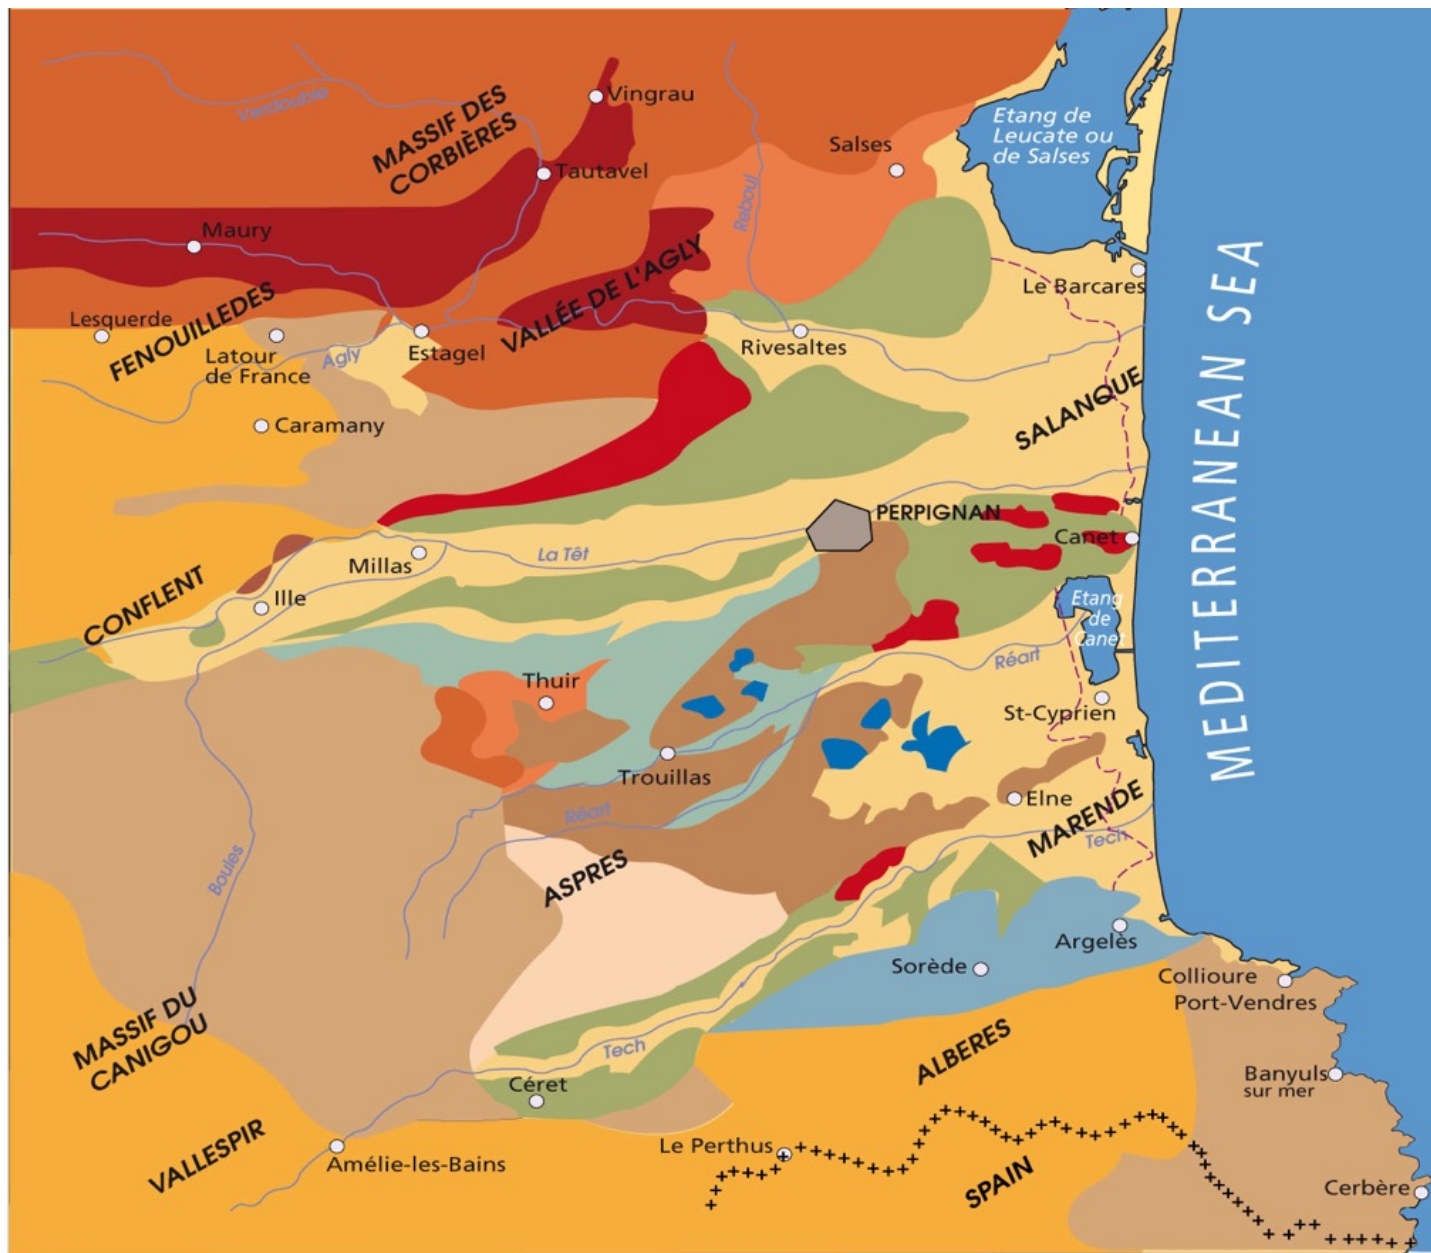 Vingrau
Verdouble
MASSIF DES
CORBIÈRES
Etang de
Leucate ou
de Salses
Salses
Tautavel
Reboul
Maury
VALLÉE DE L'AGLY
Le Barcares
FENOUILLEDES
Lesquerde
Latour
de France
Agly
Estagel
Rivesaltes
MEDITERRANEAN SEA
SALANQUE
Caramany
PERPIGNAN
Canet
La Têt
Millas
CONFLENT
Ille
Etang
de
Canet
Réart
Thuir
St-Cyprien
Trouillas
Réart
Elne
MARENDE
Tech
Boules
ASPRES
Argelès
Sorède
Collioure
Port-Vendres
MASSIF DU
CANIGOU
Tech
ALBERES
Céret
Banyuls
sur mer
VALLESPIR
Amélie-les-Bains
Le Perthus
SPAIN
Cerbère